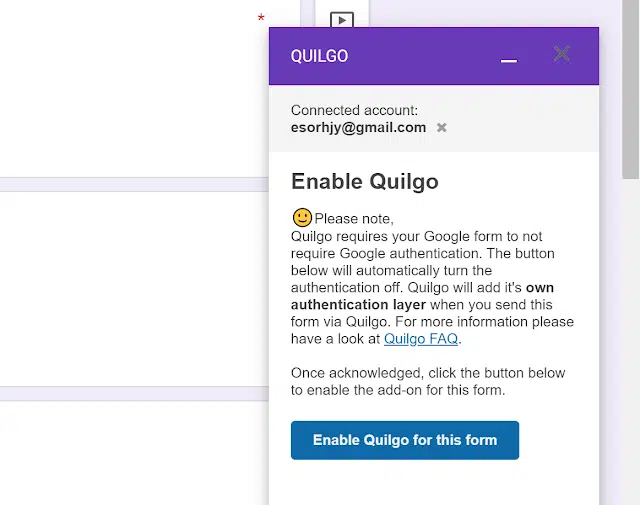 *
QUILGO
Connected account:
esorhjy@gmail.com
Enable Quilgo
Please note,
Quilgo requires your Google form to not
require Google authentication. The button
below will automatically turn the
authentication off. Quilgo will add it's own
authentication layer when you send this
form via Quilgo. For more information please
have a look at Quilgo FAQ.
Once acknowledged, click the button below
to enable the add-on for this form.
Enable Quilgo for this form